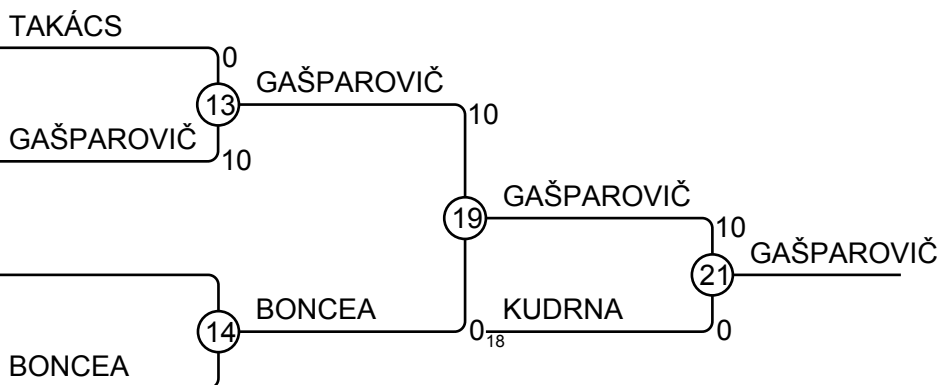 TAKÁCS
0
13
GAŠPAROVIČ
10
GAŠPAROVIČ
10
19
GAŠPAROVIČ
10
21
GAŠPAROVIČ
14
BONCEA
0
18
KUDRNA
0
BONCEA